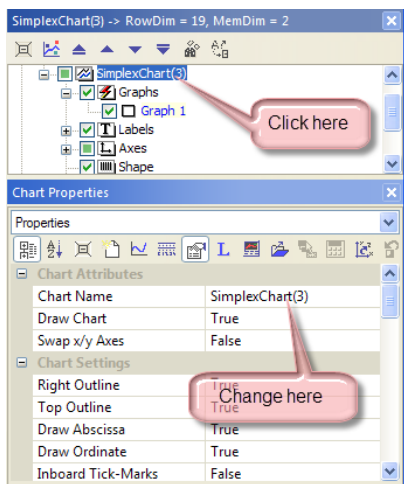 SimplexChart(3) -> RowDim = 19, MemDim = 2
SimplexChart(3)
Graphs
Graph 1
Labels
Axes
Shape
Click here
Chart Properties
Properties
Chart Attributes
Chart Name SimplexChart(3)
Draw Chart True
Swap x/y Axes False
Chart Settings
Right Outline True
Top Outline True
Change here
Draw Abscissa True
Draw Ordinate True
Inboard Tick-Marks False